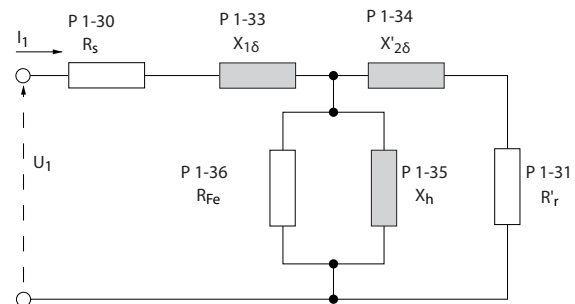 P 1-30
R_s
P 1-33
X_1δ
P 1-34
X'_2δ
I_1
U_1
P 1-36
R_Fe
P 1-35
X_h
P 1-31
R'_r